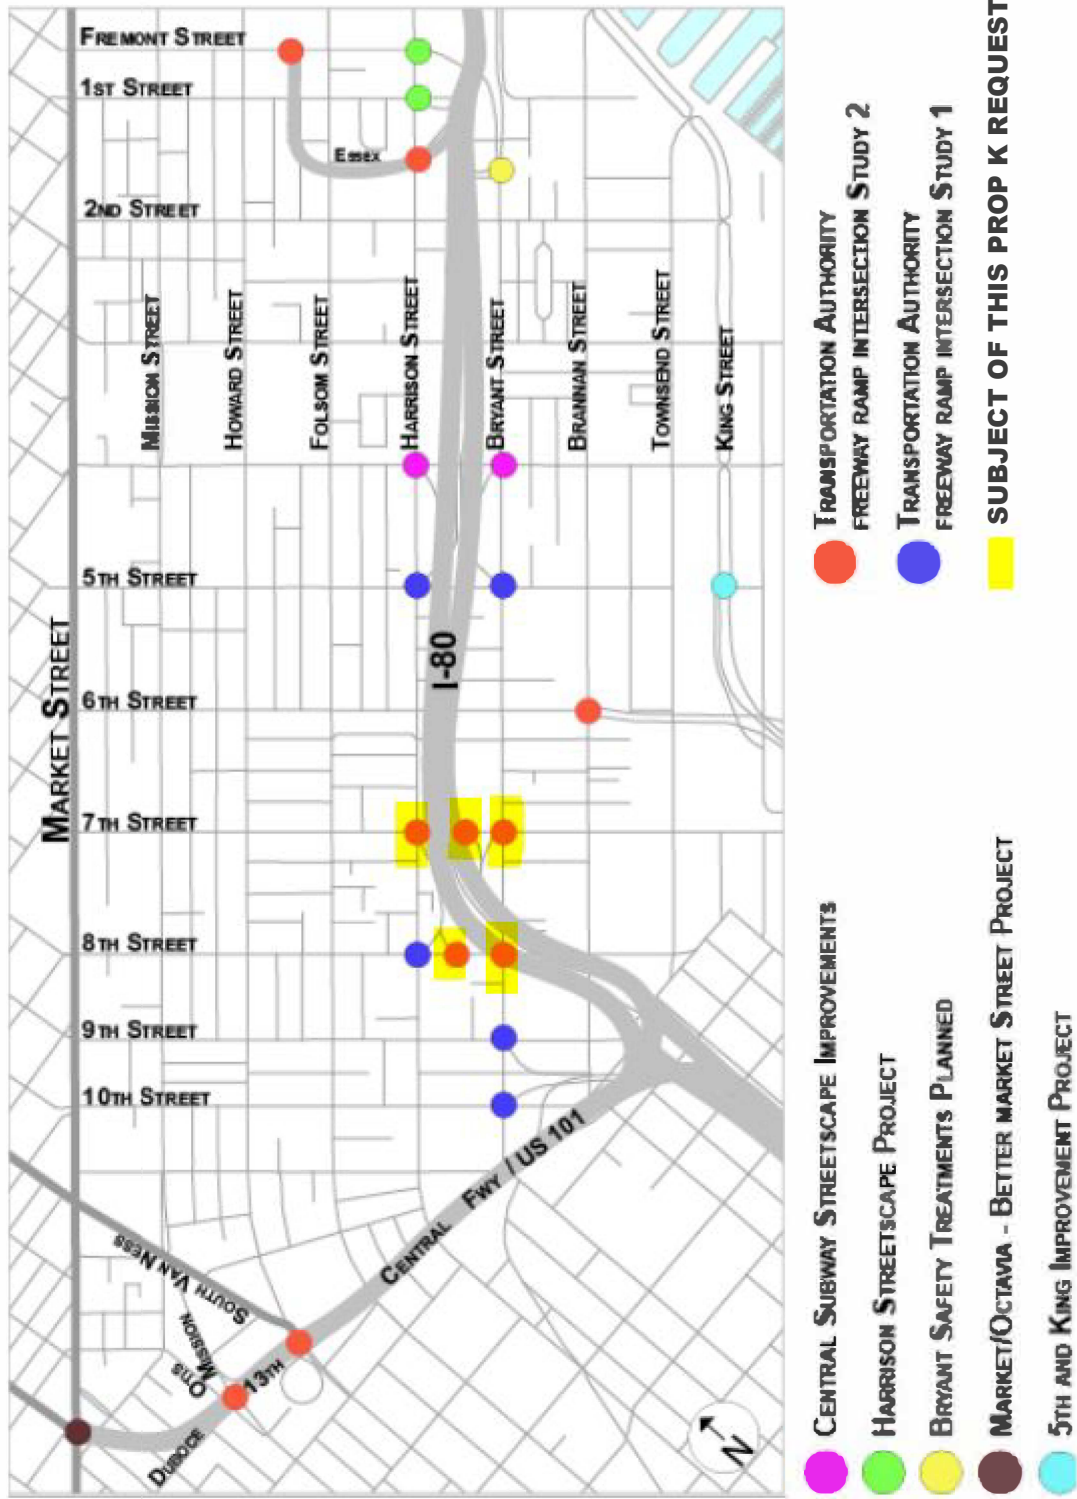 FREMONT STREET
1ST STREET
ESSEX
2ND STREET
MISSION STREET
HOWARD STREET
FOLSOM STREET
HARRISON STREET
BRYANT STREET
BRANNAN STREET
TOWNSEND STREET
KING STREET
5TH STREET
MARKET STREET
I-80
6TH STREET
7TH STREET
8TH STREET
9TH STREET
10TH STREET
CENTRAL FWY / US 101
SOUTH VAN NESS
MISSION
OTIS
13TH
DUBOCE
N
TRANSPORTATION AUTHORITY
FREEWAY RAMP INTERSECTION STUDY 2
TRANSPORTATION AUTHORITY
FREEWAY RAMP INTERSECTION STUDY 1
SUBJECT OF THIS PROP K REQUEST
CENTRAL SUBWAY STREETSCAPE IMPROVEMENTS
HARRISON STREETSCAPE PROJECT
BRYANT SAFETY TREATMENTS PLANNED
MARKET/OCTAVIA - BETTER MARKET STREET PROJECT
5TH AND KING IMPROVEMENT PROJECT